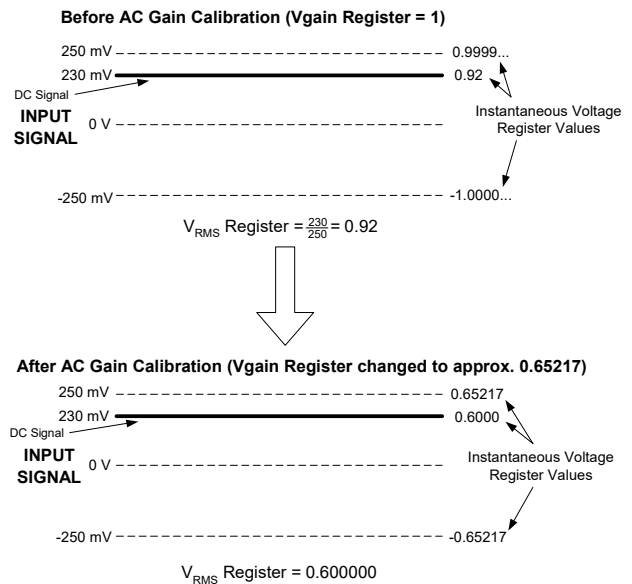 Before AC Gain Calibration (Vgain Register = 1)
250 mV 0.9999...
230 mV 0.92
DC Signal
INPUT
SIGNAL
0 V
Instantaneous Voltage
Register Values
-250 mV -1.0000...
VRMS Register = 230/250 = 0.92
After AC Gain Calibration (Vgain Register changed to approx. 0.65217)
250 mV 0.65217
230 mV 0.6000
DC Signal
INPUT
SIGNAL
0 V
Instantaneous Voltage
Register Values
-250 mV -0.65217
VRMS Register = 0.600000